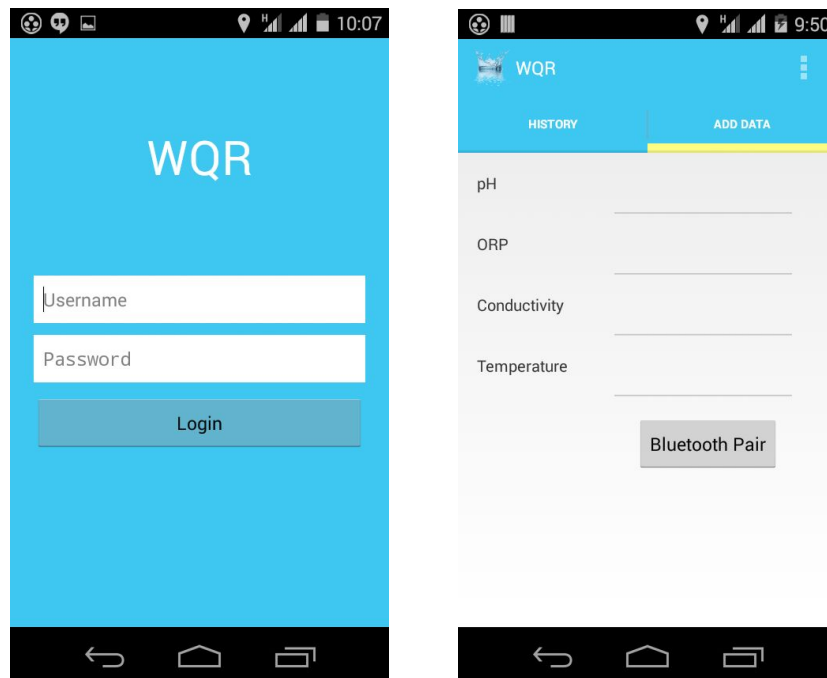 H 10:07
WQR
Username
Password
Login
H 9:50
WQR
HISTORY ADD DATA
pH
ORP
Conductivity
Temperature
Bluetooth Pair